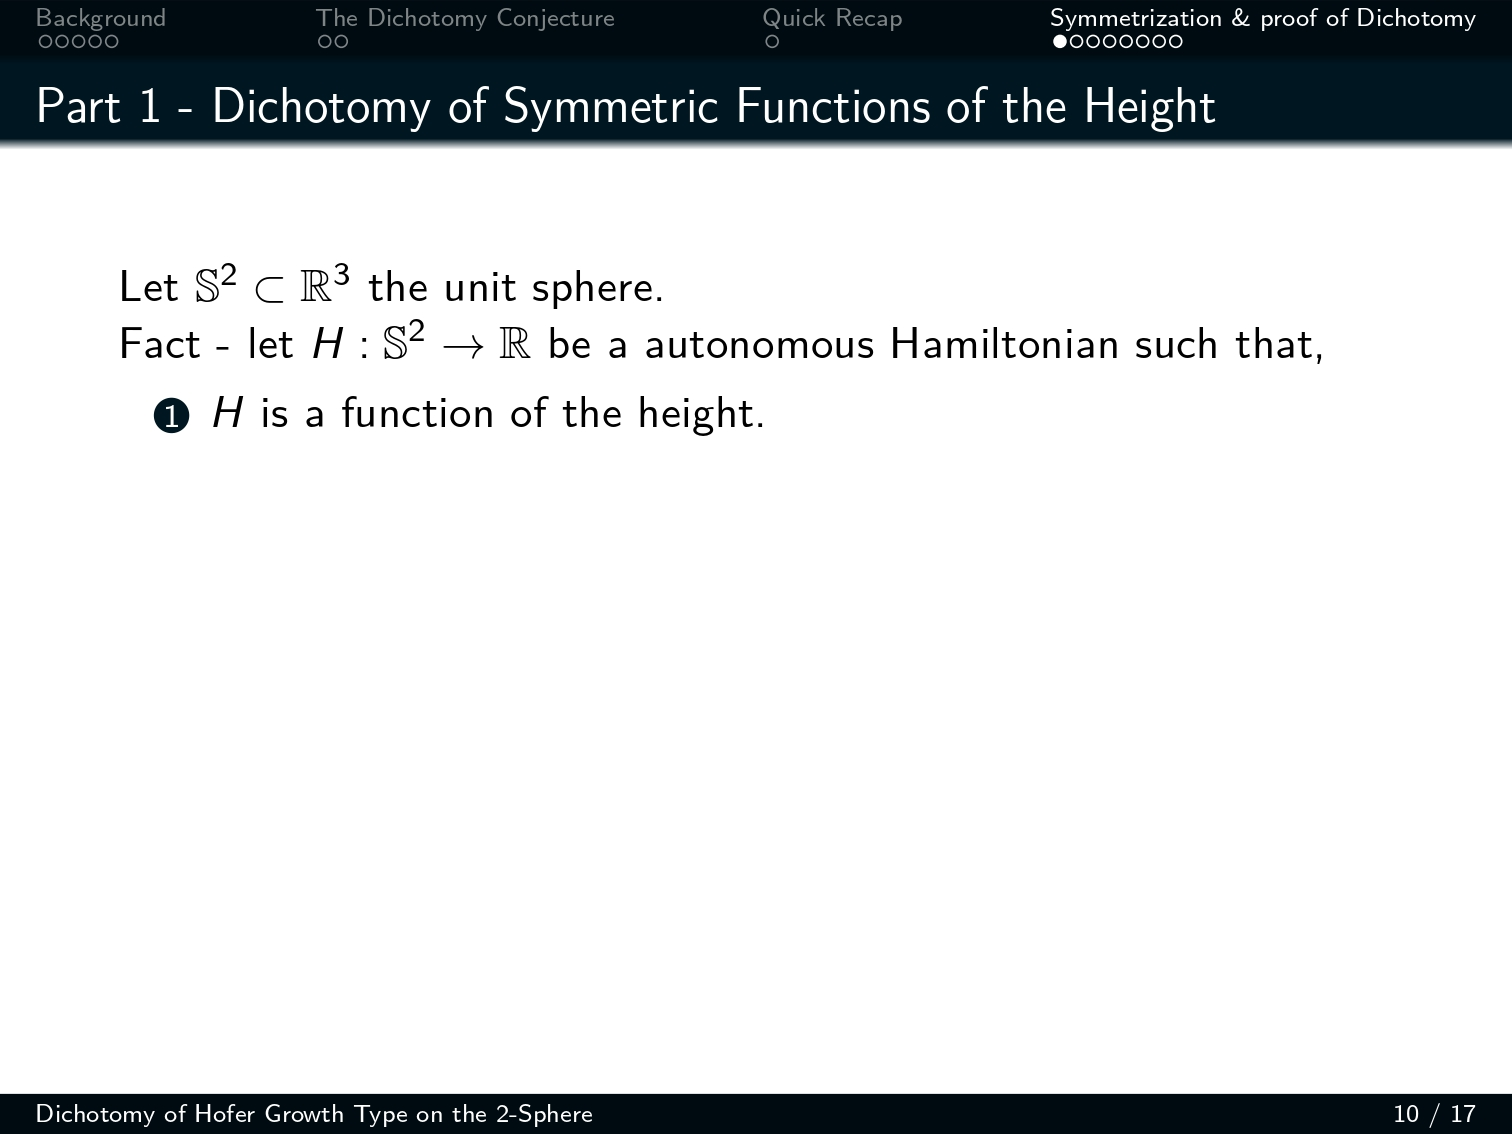 Background The Dichotomy Conjecture Quick Recap Symmetrization & proof of Dichotomy
Part 1 - Dichotomy of Symmetric Functions of the Height
Let 𝕊² ⊂ ℝ³ the unit sphere.
Fact - let H : 𝕊² → ℝ be a autonomous Hamiltonian such that,
1 H is a function of the height.
Dichotomy of Hofer Growth Type on the 2-Sphere 10 / 17